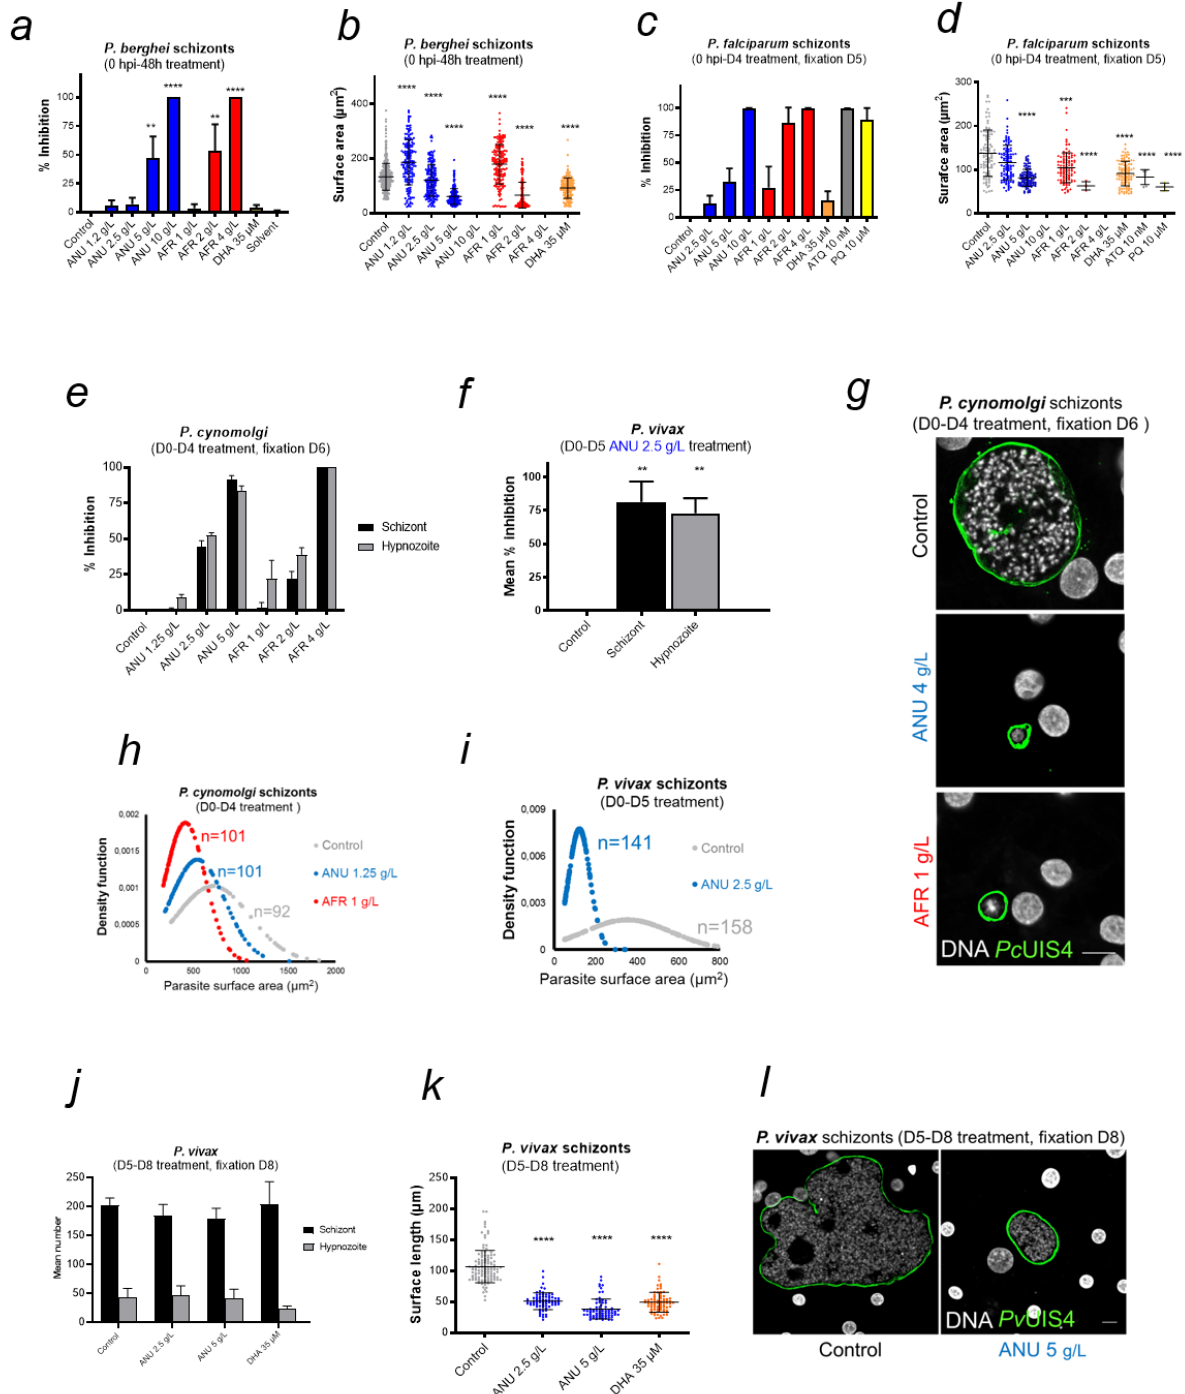 a
P. berghei schizonts
(0 hpi-48h treatment)
% Inhibition
100
75
50
25
0
**
****
**
****
Control
ANU 1.2 g/L
ANU 2.5 g/L
ANU 5 g/L
ANU 10 g/L
AFR 1 g/L
AFR 2 g/L
AFR 4 g/L
DHA 35 µM
Solvent
b
P. berghei schizonts
(0 hpi-48h treatment)
Surface area (µm²)
400
200
0
****
****
****
****
****
****
Control
ANU 1.2 g/L
ANU 2.5 g/L
ANU 5 g/L
ANU 10 g/L
AFR 1 g/L
AFR 2 g/L
AFR 4 g/L
DHA 35 µM
c
P. falciparum schizonts
(0 hpi-D4 treatment, fixation D5)
% Inhibition
100
75
50
25
0
Control
ANU 2.5 g/L
ANU 5 g/L
ANU 10 g/L
AFR 1 g/L
AFR 2 g/L
AFR 4 g/L
DHA 35 µM
ATQ 10 nM
PQ 10 µM
d
P. falciparum schizonts
(0 hpi-D4 treatment, fixation D5)
Surafce area (µm²)
300
200
100
0
****
***
****
****
****
****
Control
ANU 2.5 g/L
ANU 5 g/L
ANU 10 g/L
AFR 1 g/L
AFR 2 g/L
AFR 4 g/L
DHA 35 µM
ATQ 10 nM
PQ 10 µM
e
P. cynomolgi
(D0-D4 treatment, fixation D6)
% Inhibition
100
75
50
25
0
Schizont
Hypnozoite
Control
ANU 1.25 g/L
ANU 2.5 g/L
ANU 5 g/L
AFR 1 g/L
AFR 2 g/L
AFR 4 g/L
f
P. vivax
(D0-D5 ANU 2.5 g/L treatment)
Mean % inhibition
100
75
50
25
0
**
**
Control
Schizont
Hypnozoite
g
P. cynomolgi schizonts
(D0-D4 treatment, fixation D6 )
Control
ANU 4 g/L
AFR 1 g/L
DNA PcUIS4
h
P. cynomolgi schizonts
(D0-D4 treatment )
Density function
0,002
0,0015
0,001
0,0005
0
n=101
n=101
n=92
Control
ANU 1.25 g/L
AFR 1 g/L
0
500
1000
1500
2000
Parasite surface area (µm²)
i
P. vivax schizonts
(D0-D5 treatment)
Density function
0,009
0,006
0,003
0
n=141
n=158
Control
ANU 2.5 g/L
0
200
400
600
800
Parasite surface area (µm²)
j
P. vivax
(D5-D8 treatment, fixation D8)
Mean number
250
200
150
100
50
0
Schizont
Hypnozoite
Control
ANU 2.5 g/L
ANU 5 g/L
DHA 35 µM
k
P. vivax schizonts
(D5-D8 treatment)
Surface length (µm)
250
200
150
100
50
0
****
****
****
Control
ANU 2.5 g/L
ANU 5 g/L
DHA 35 µM
l
P. vivax schizonts (D5-D8 treatment, fixation D8)
DNA PvUIS4
Control
ANU 5 g/L